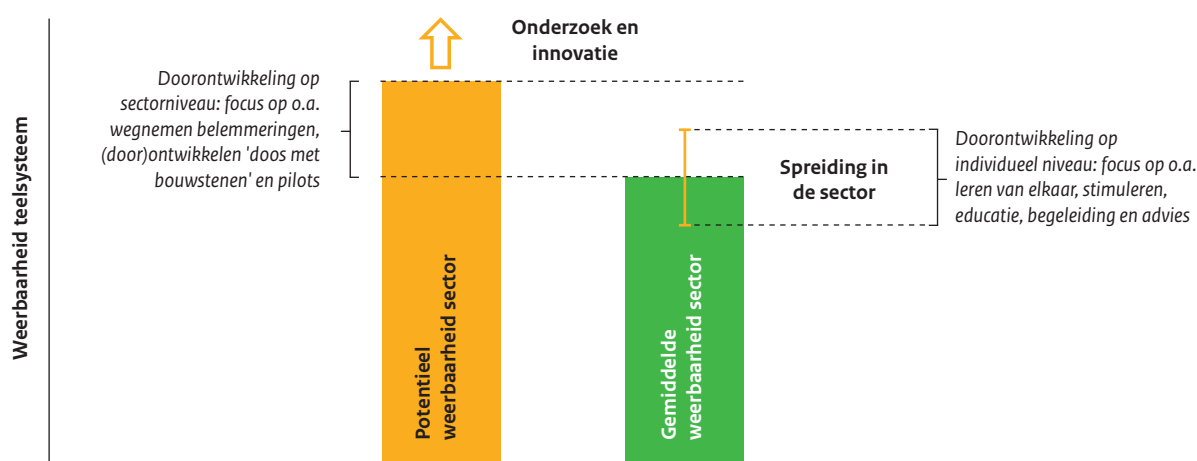 Onderzoek en
innovatie
Doorontwikkeling op
sectorniveau: focus op o.a.
wegnemen belemmeringen,
(door)ontwikkelen 'doos met
bouwstenen' en pilots
Spreiding in
de sector
Doorontwikkeling op
individueel niveau: focus op o.a.
leren van elkaar, stimuleren,
educatie, begeleiding en advies
Weerbaarheid teelsysteem
Potentieel
weerbaarheid sector
Gemiddelde
weerbaarheid sector